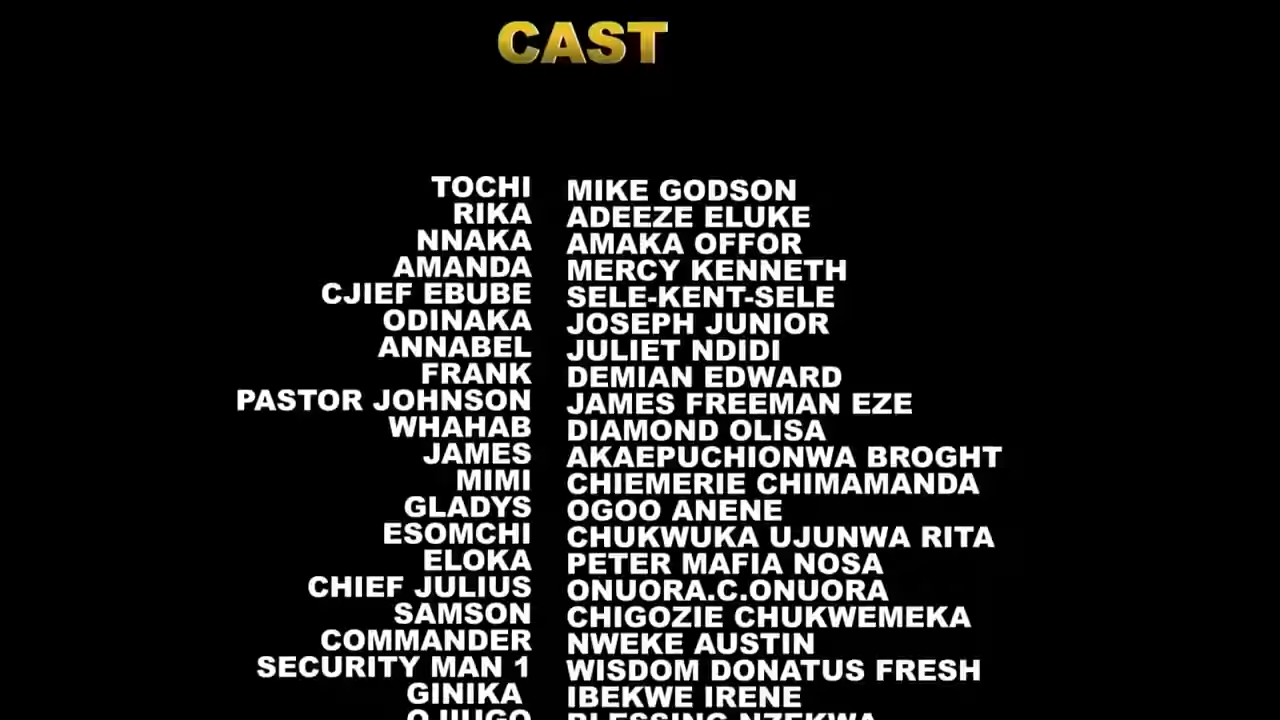 CAST
TOCHI MIKE GODSON
RIKA ADEEZE ELUKE
NNAKA AMAKA OFFOR
AMANDA MERCY KENNETH
CJIEF EBUBE SELE-KENT-SELE
ODINAKA JOSEPH JUNIOR
ANNABEL JULIET NDIDI
FRANK DEMIAN EDWARD
PASTOR JOHNSON JAMES FREEMAN EZE
WHAHAB DIAMOND OLISA
JAMES AKAEPUCHIONWA BROGHT
MIMI CHIEMERIE CHIMAMANDA
GLADYS OGOO ANENE
ESOMCHI CHUKWUKA UJUNWA RITA
ELOKA PETER MAFIA NOSA
CHIEF JULIUS ONUORA.C.ONUORA
SAMSON CHIGOZIE CHUKWEMEKA
COMMANDER NWEKE AUSTIN
SECURITY MAN 1 WISDOM DONATUS FRESH
GINIKA IBEKWE IRENE
BLESSING NZEKWA